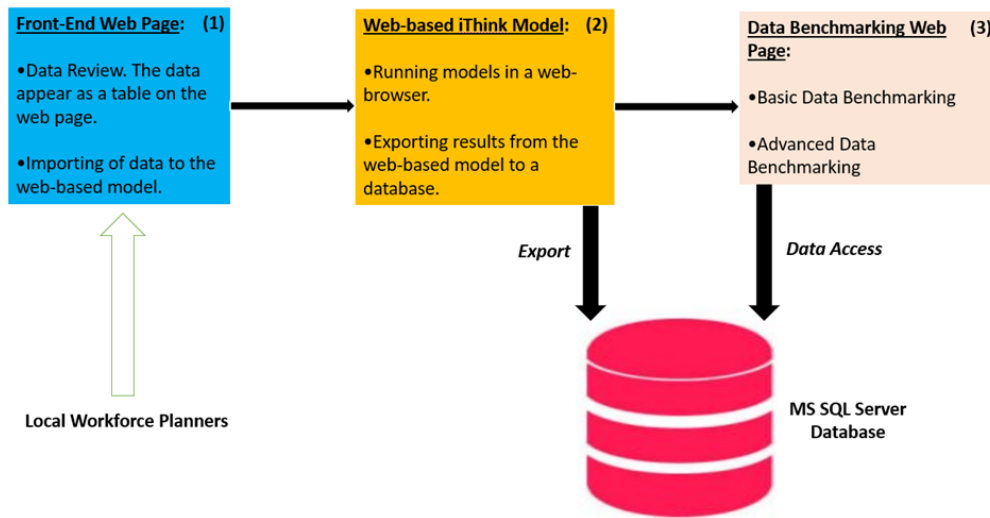 Front-End Web Page: (1)
•Data Review. The data
appear as a table on the
web page.
•Importing of data to the
web-based model.
Web-based iThink Model: (2)
•Running models in a web-
browser.
•Exporting results from the
web-based model to a
database.
Data Benchmarking Web (3)
Page:
•Basic Data Benchmarking
•Advanced Data
Benchmarking
Export
Data Access
Local Workforce Planners
MS SQL Server
Database